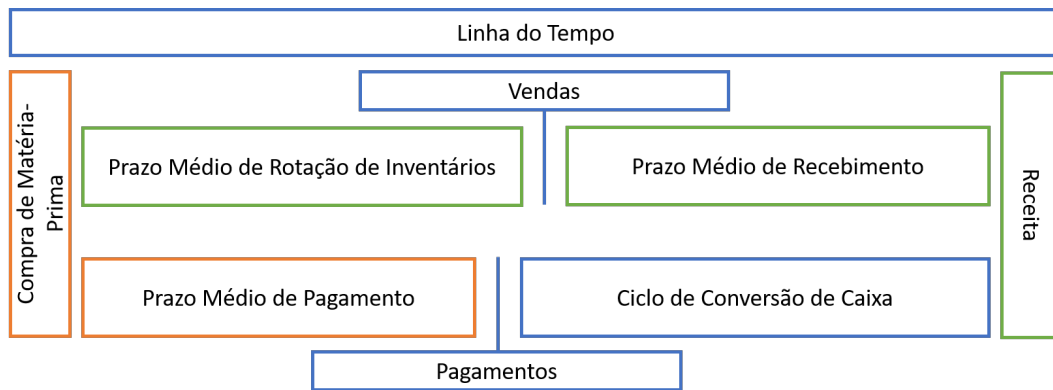 Linha do Tempo
Compra de Matéria-
Prima
Vendas
Prazo Médio de Rotação de Inventários
Prazo Médio de Recebimento
Receita
Prazo Médio de Pagamento
Ciclo de Conversão de Caixa
Pagamentos